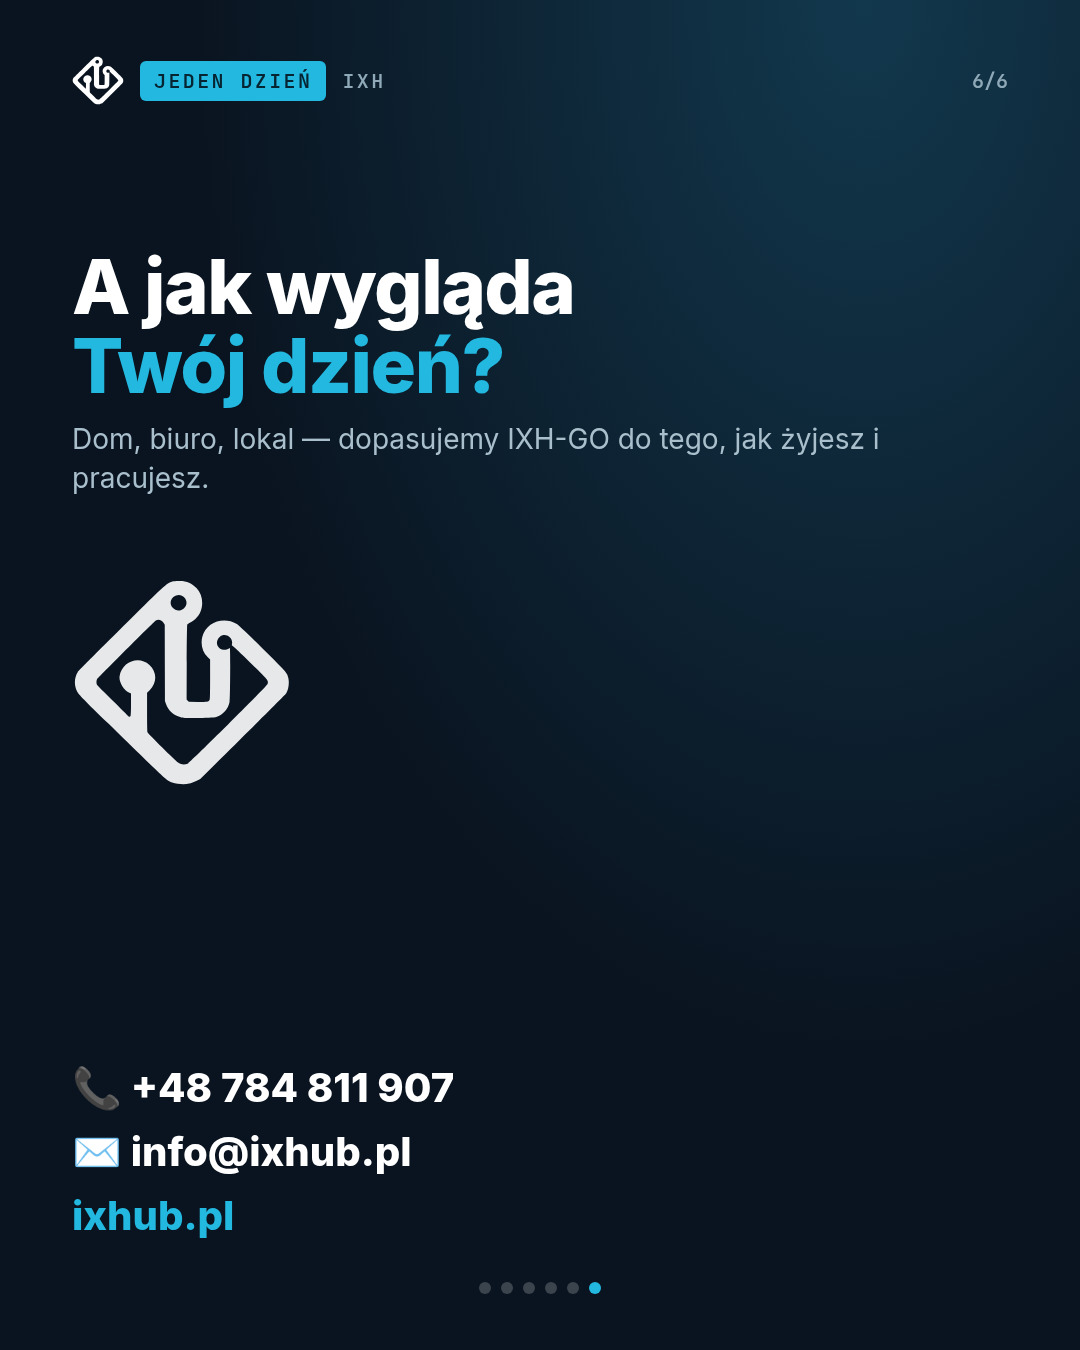 JEDEN DZIEŃ IXH 6/6
A jak wygląda
Twój dzień?
Dom, biuro, lokal — dopasujemy IXH-GO do tego, jak żyjesz i
pracujesz.
+48 784 811 907
info@ixhub.pl
ixhub.pl